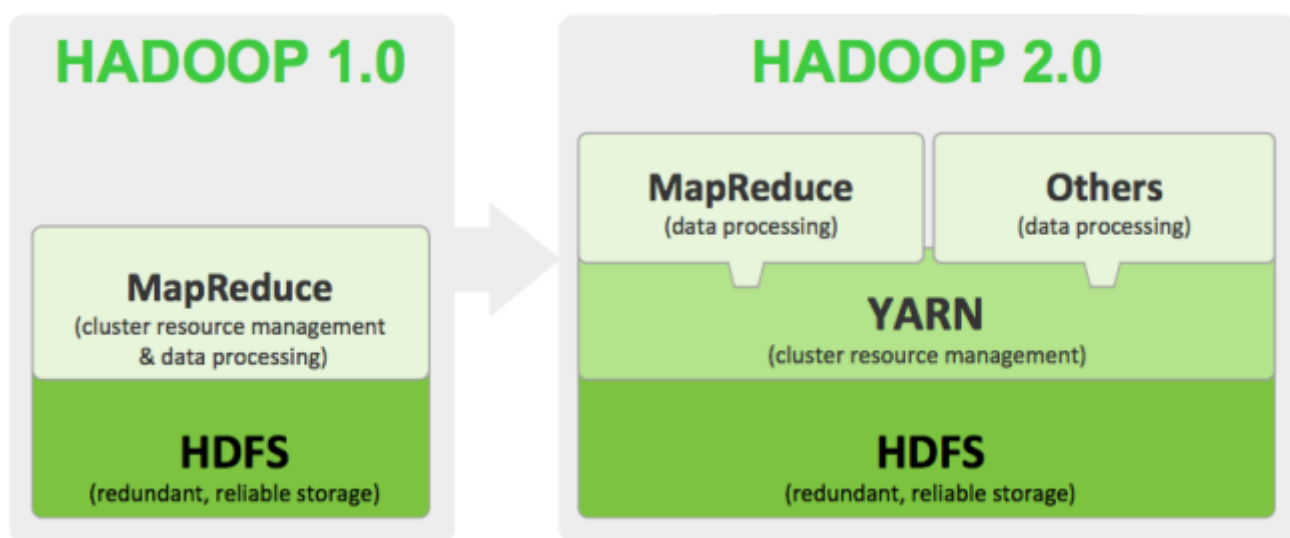 HADOOP 1.0
MapReduce
(cluster resource management
& data processing)
HDFS
(redundant, reliable storage)
HADOOP 2.0
MapReduce
(data processing)
Others
(data processing)
YARN
(cluster resource management)
HDFS
(redundant, reliable storage)